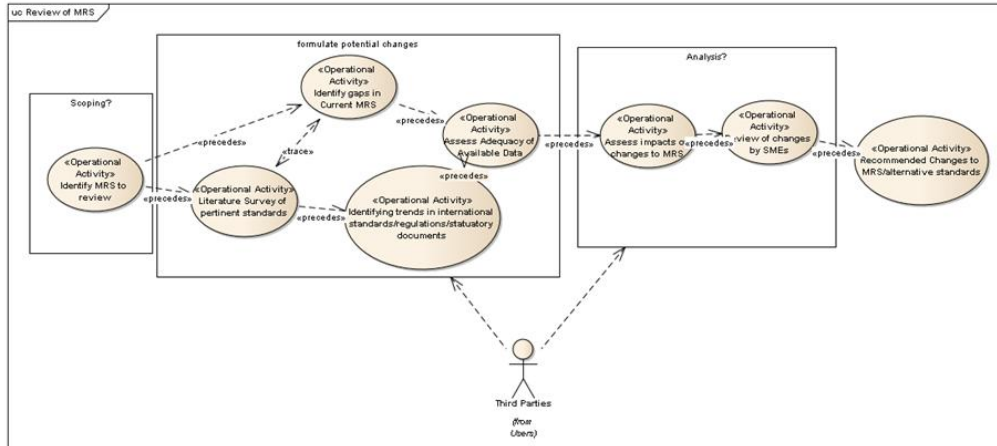 uc Review of MRS
formulate potential changes
Analysis?
Scoping?
«Operational
Activity»
Identify MRS to
review
«precedes»
«precedes»
«Operational
Activity»
Identify gaps in
Current MRS
«trace»
«Operational Activity»
Literature Survey of
pertinent standards
«precedes»
«precedes»
«Operational
Activity»
Assess Adequacy of
Available Data
«precedes»
«Operational Activity»
Identifying trends in international
standards/regulations/statuatory
documents
«precedes»
«Operational
Activity»
Assess impacts o
changes to MRS
«precedes»
«Operational
Activity»
eview of changes
by SMEs
«precedes»
«Operational Activity»
Recommended Changes to
MRS/alternative standards
Third Parties
(from
Users)